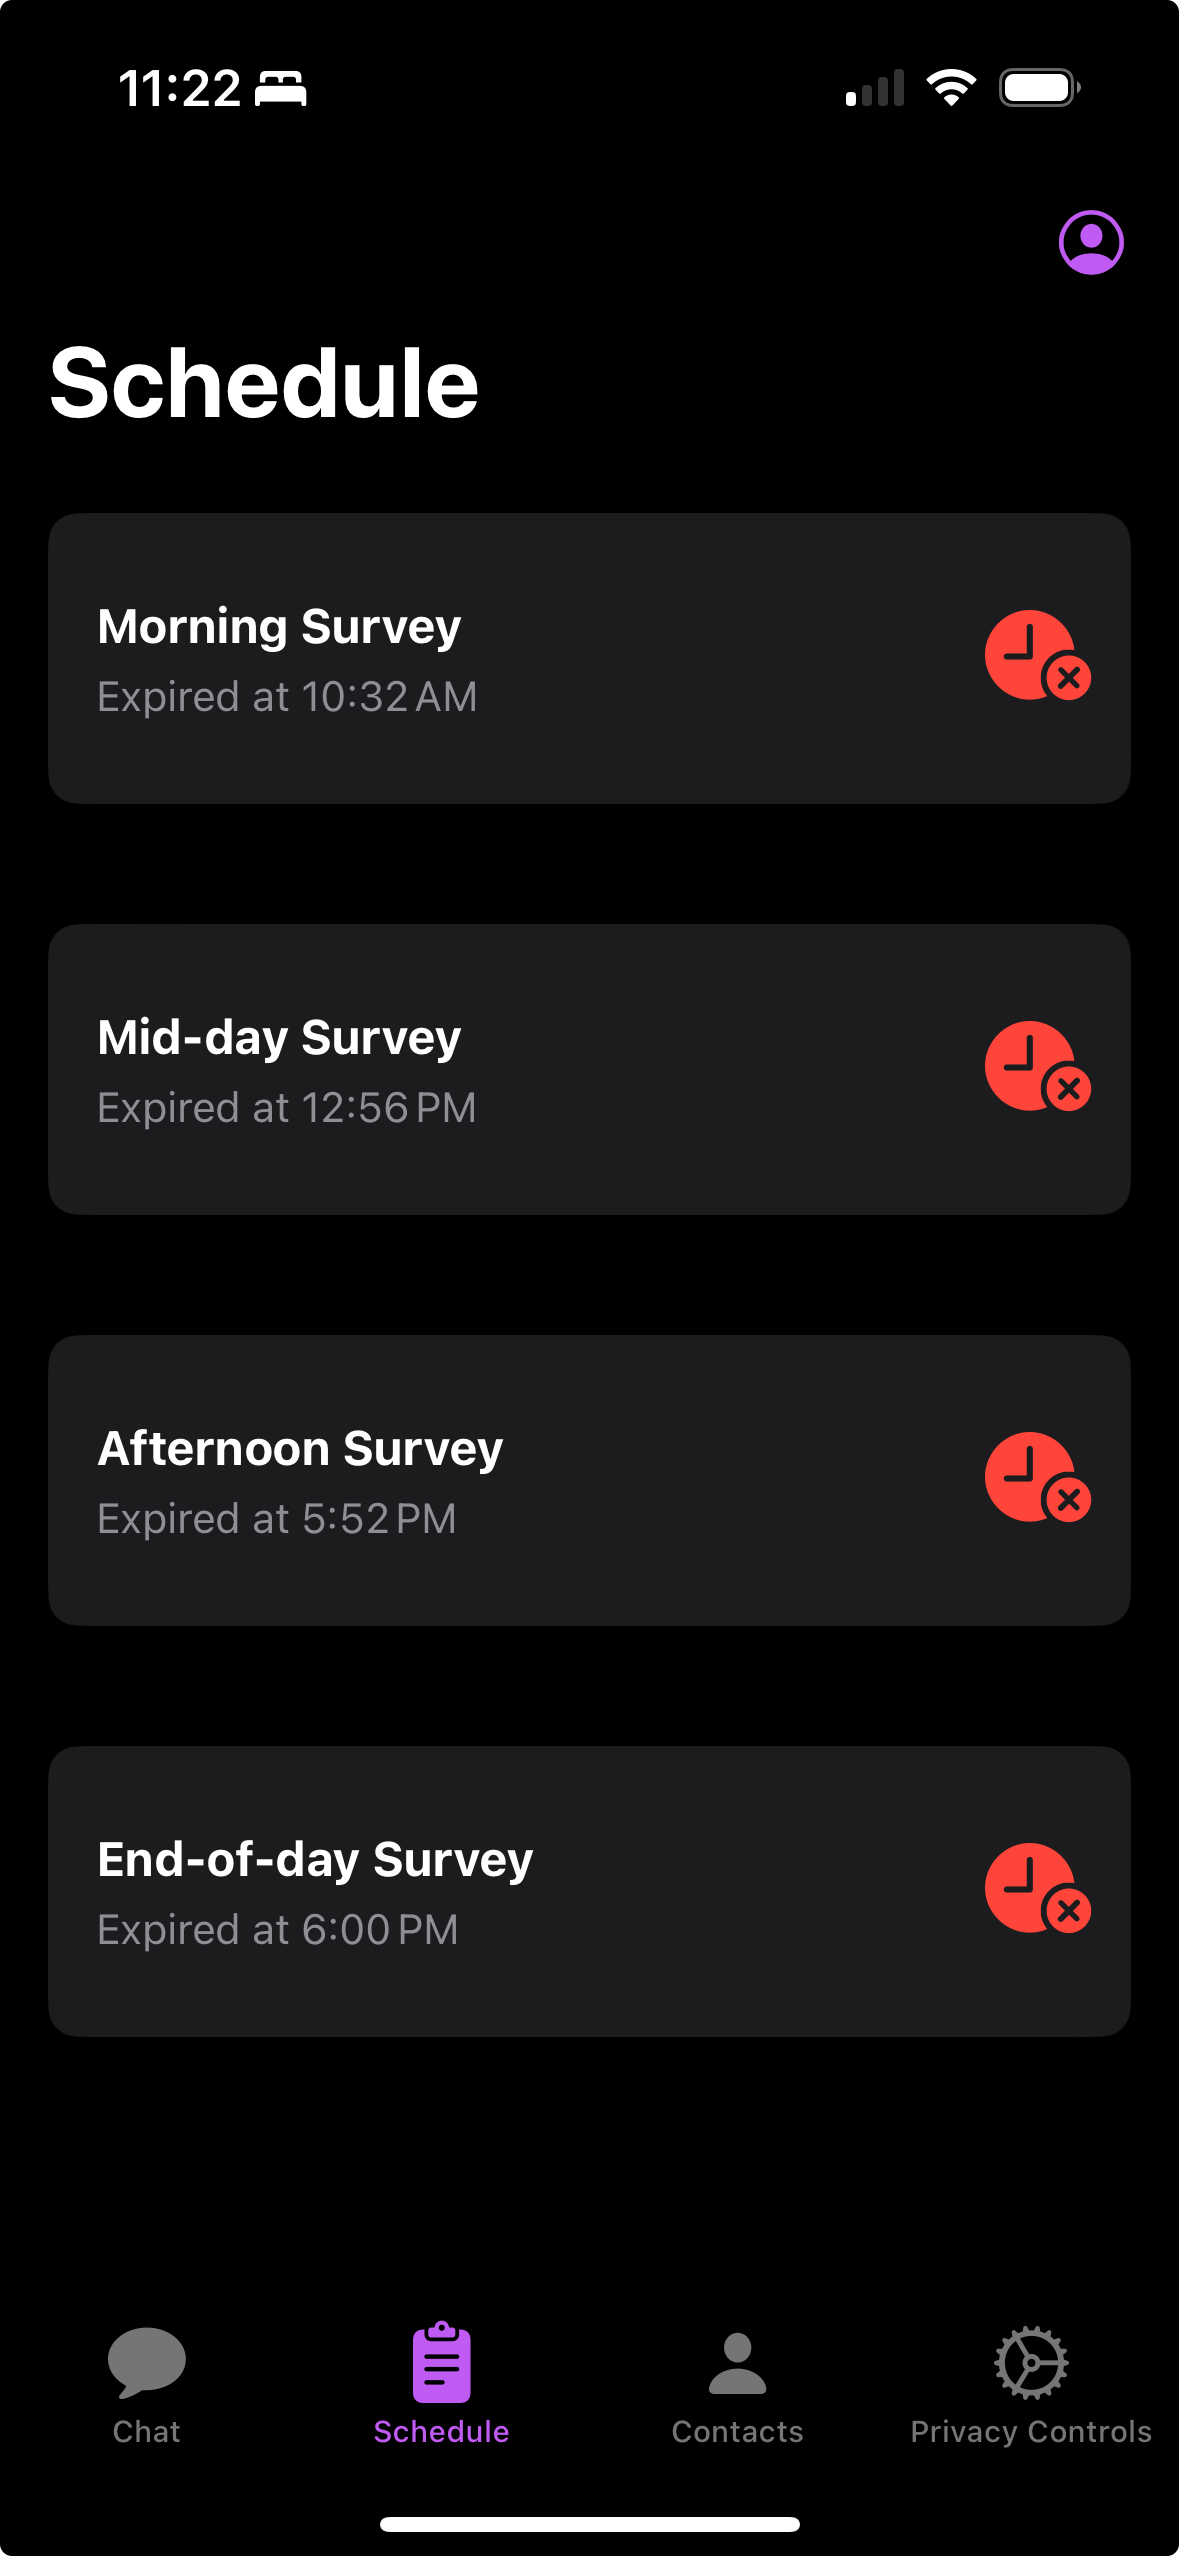 11:22
Schedule
Morning Survey
Expired at 10:32 AM
Mid-day Survey
Expired at 12:56 PM
Afternoon Survey
Expired at 5:52 PM
End-of-day Survey
Expired at 6:00 PM
Chat
Schedule
Contacts
Privacy Controls